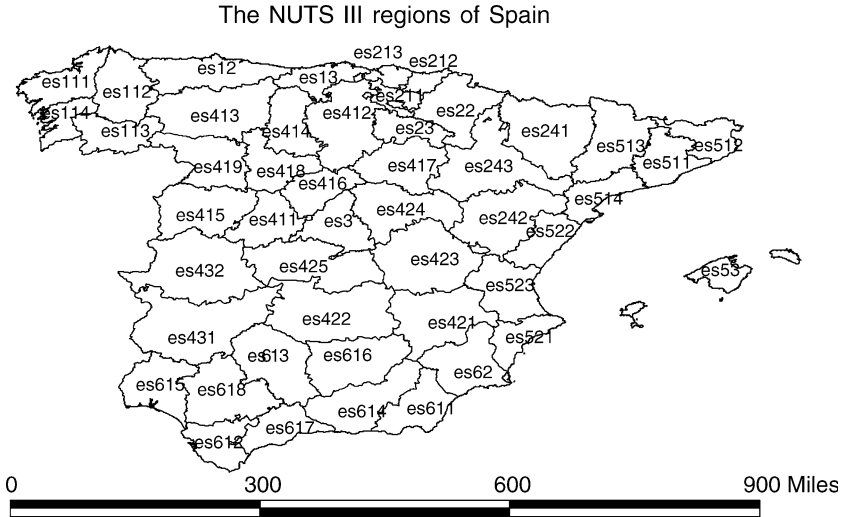 The NUTS III regions of Spain
es213
es212
es12
es13
es111
es112
es211
es22
es114
es413
es412
es113
es414
es23
es241
es513
es512
es511
es419
es418
es417
es243
es416
es514
es415
es411
es3
es424
es242
es522
es432
es425
es423
es53
es523
es422
es421
es431
es521
es613
es616
es62
es615
es618
es614
es611
es617
es612
0 300 600 900 Miles